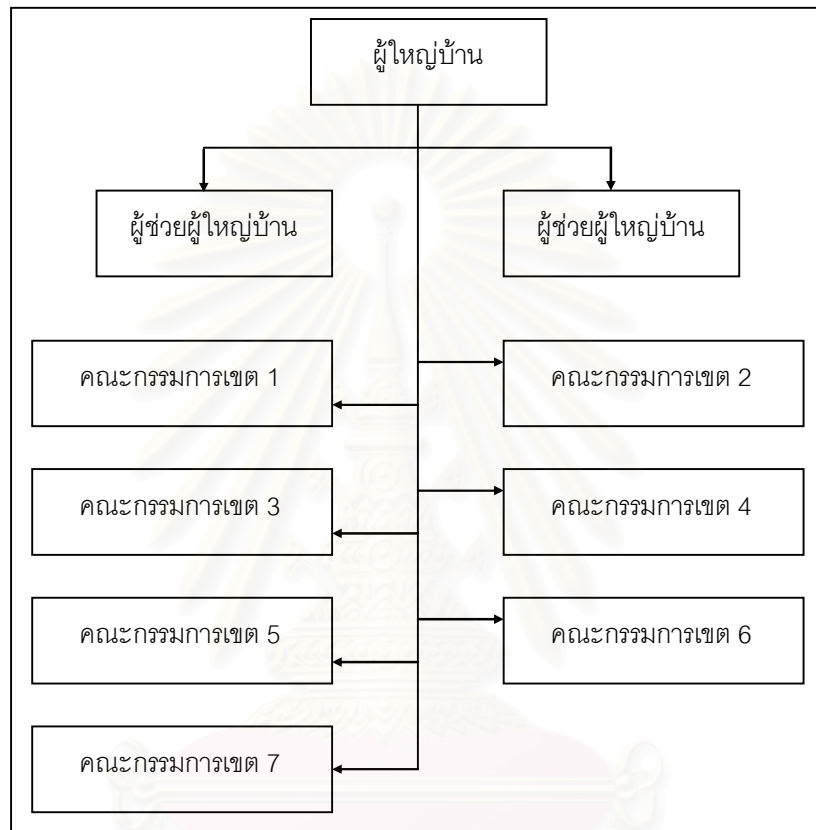 ผู้ใหญ่บ้าน
ผู้ช่วยผู้ใหญ่บ้าน
ผู้ช่วยผู้ใหญ่บ้าน
คณะกรรมการเขต 1
คณะกรรมการเขต 2
คณะกรรมการเขต 3
คณะกรรมการเขต 4
คณะกรรมการเขต 5
คณะกรรมการเขต 6
คณะกรรมการเขต 7